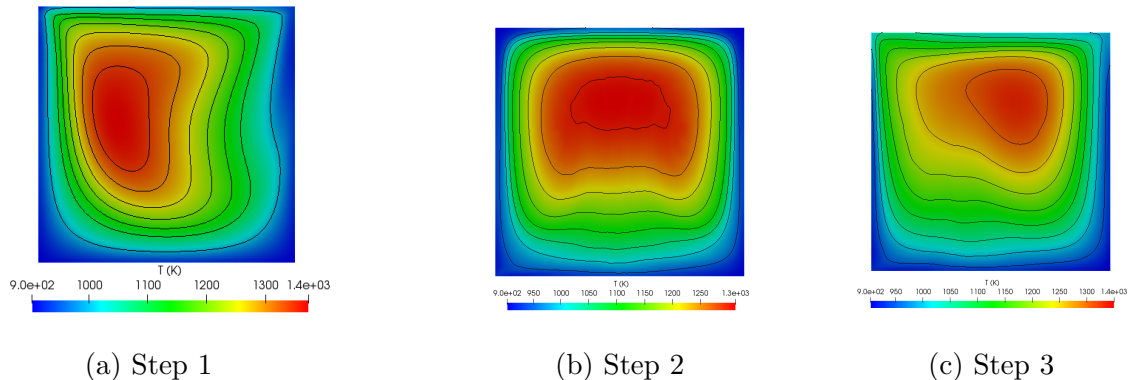 T (K)
9.0e+02 1000 1100 1200 1300 1.4e+03
T (K)
9.0e+02 950 1000 1050 1100 1150 1200 1250 1.3e+03
T (K)
9.0e+02 950 1000 1050 1100 1150 1200 1250 1300 1.4e+03
(a) Step 1
(b) Step 2
(c) Step 3